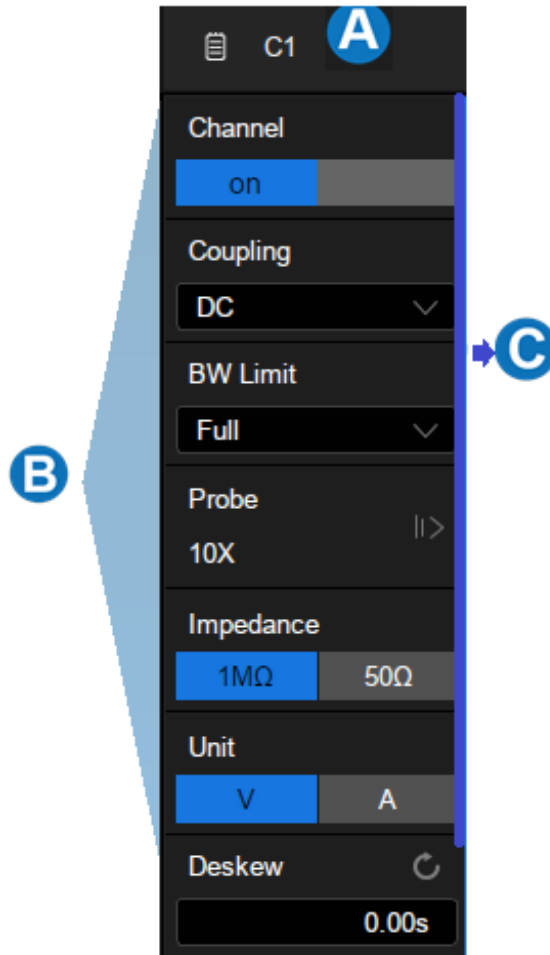 C1 A
Channel
on
Coupling
DC
BW Limit
C
Full
B
Probe
10X
Impedance
1MΩ 50Ω
Unit
V A
Deskew
0.00s